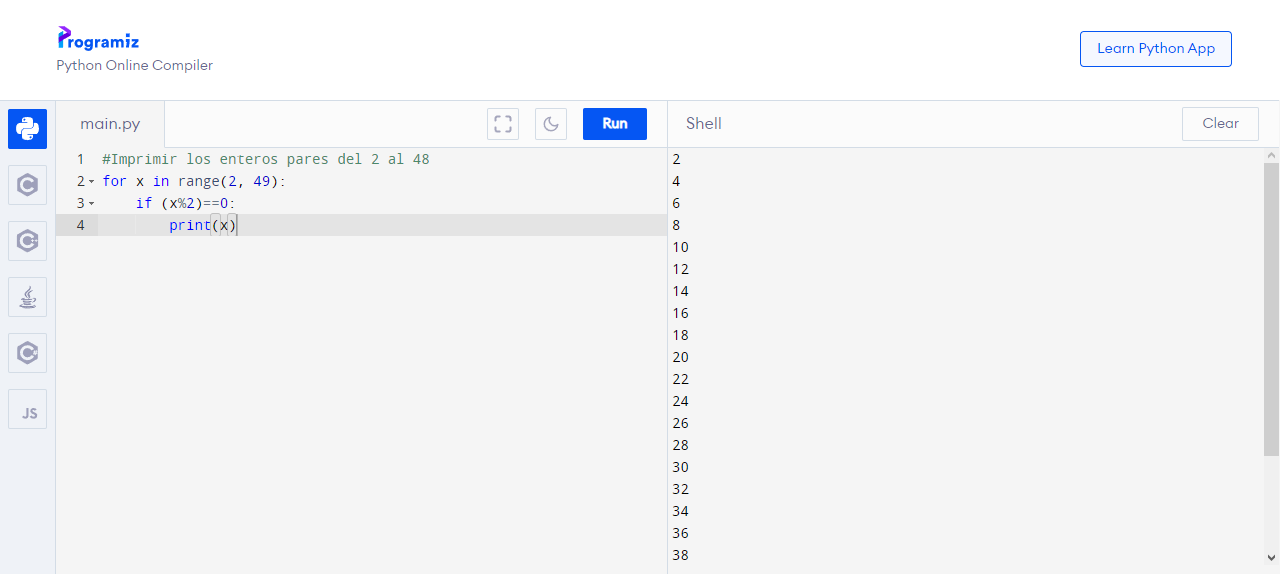 Programiz
Python Online Compiler
Learn Python App
main.py
Run
Shell
Clear
1 #Imprimir los enteros pares del 2 al 48
2 for x in range(2, 49):
3 if (x%2)==0:
4 print(x)
2
4
6
8
10
12
14
16
18
20
22
24
26
28
30
32
34
36
38
C
C++
C#
JS